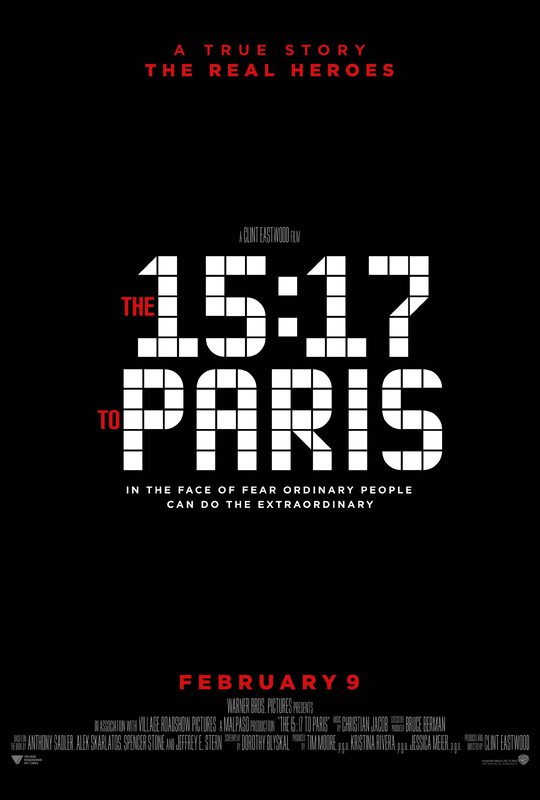 A TRUE STORY
THE REAL HEROES
A CLINT EASTWOOD FILM
THE 15:17
TO PARIS
IN THE FACE OF FEAR ORDINARY PEOPLE
CAN DO THE EXTRAORDINARY
FEBRUARY 9
WARNER BROS. PICTURES PRESENTS
IN ASSOCIATION WITH VILLAGE ROADSHOW PICTURES A MALPASO PRODUCTION "THE 15:17 TO PARIS" MUSIC BY CHRISTIAN JACOB EXECUTIVE PRODUCER BRUCE BERMAN
BASED ON THE BOOK BY ANTHONY SADLER, ALEK SKARLATOS, SPENCER STONE AND JEFFREY E. STERN SCREENPLAY BY DOROTHY BLYSKAL PRODUCED BY TIM MOORE, p.g.a. KRISTINA RIVERA, p.g.a. JESSICA MEIER, p.g.a. PRODUCED AND DIRECTED BY CLINT EASTWOOD
VILLAGE ROADSHOW PICTURES